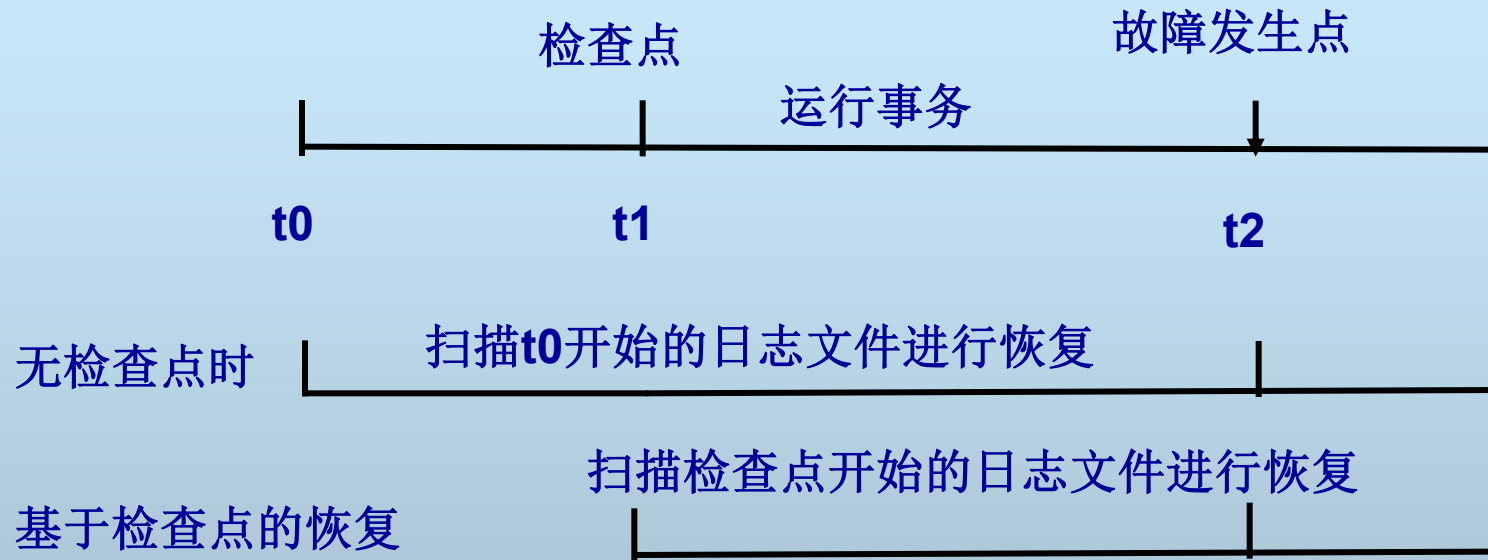 检查点
故障发生点
运行事务
t0
t1
t2
无检查点时
扫描t0开始的日志文件进行恢复
扫描检查点开始的日志文件进行恢复
基于检查点的恢复